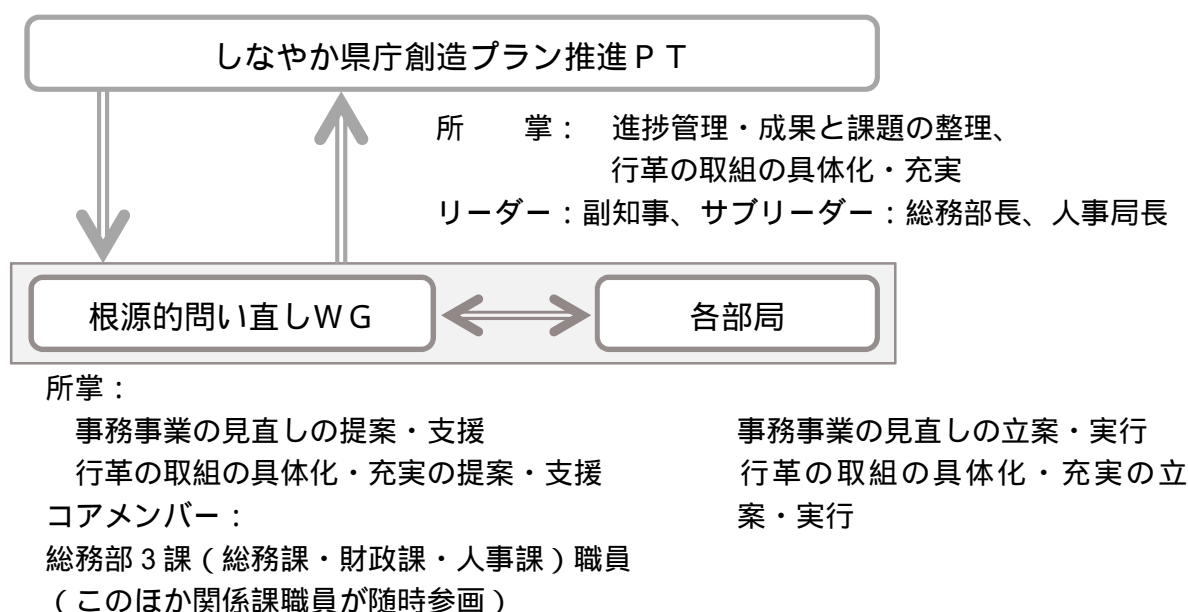 しなやか県庁創造プラン推進ＰＴ
所　　掌：　進捗管理・成果と課題の整理、
行革の取組の具体化・充実
リーダー：副知事、サブリーダー：総務部長、人事局長
根源的問い直しＷＧ
各部局
所掌：
事務事業の見直しの提案・支援
行革の取組の具体化・充実の提案・支援
コアメンバー：
総務部３課（総務課・財政課・人事課）職員
（このほか関係課職員が随時参画）
事務事業の見直しの立案・実行
行革の取組の具体化・充実の立
案・実行